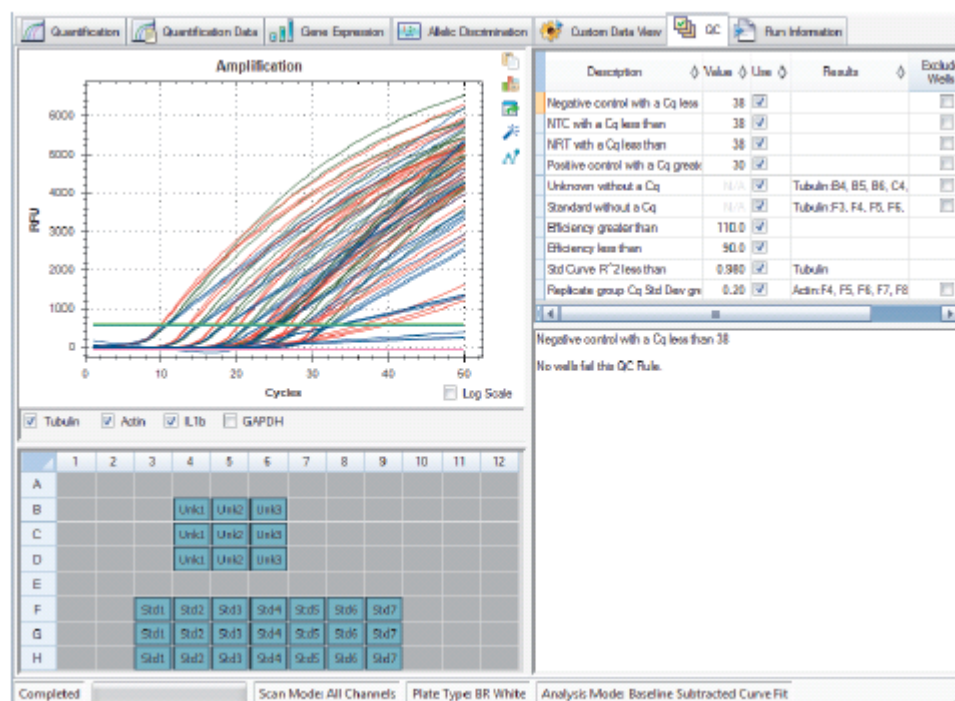 Quantification Quantification Data Gene Expression Allelic Discrimination Custom Data View QC Run Information
Amplification
6000
5000
4000
3000
2000
1000
0
RFU
0 10 20 30 40 50
Cycles
Log Scale
Tubulin Actin IL1b GAPDH
1 2 3 4 5 6 7 8 9 10 11 12
A
B Unk1 Unk2 Unk3
C Unk1 Unk2 Unk3
D Unk1 Unk2 Unk3
E
F Std1 Std2 Std3 Std4 Std5 Std6 Std7
G Std1 Std2 Std3 Std4 Std5 Std6 Std7
H Std1 Std2 Std3 Std4 Std5 Std6 Std7
Description Value Use Results Exclude
Wells
Negative control with a Cq less 38
NTC with a Cq less than 38
NRT with a Cq less than 38
Positive control with a Cq greate 30
Unknown without a Cq N/A Tubulin:B4, B5, B6, C4,
Standard without a Cq N/A Tubulin:F3, F4, F5, F6,
Efficiency greater than 110.0
Efficiency less than 90.0
Std Curve R^2 less than 0.980 Tubulin
Replicate group Cq Std Dev gre 0.20 Actin:F4, F5, F6, F7, F8
Negative control with a Cq less than 38
No wells fail this QC Rule.
Completed Scan Mode: All Channels Plate Type: BR White Analysis Mode: Baseline Subtracted Curve Fit